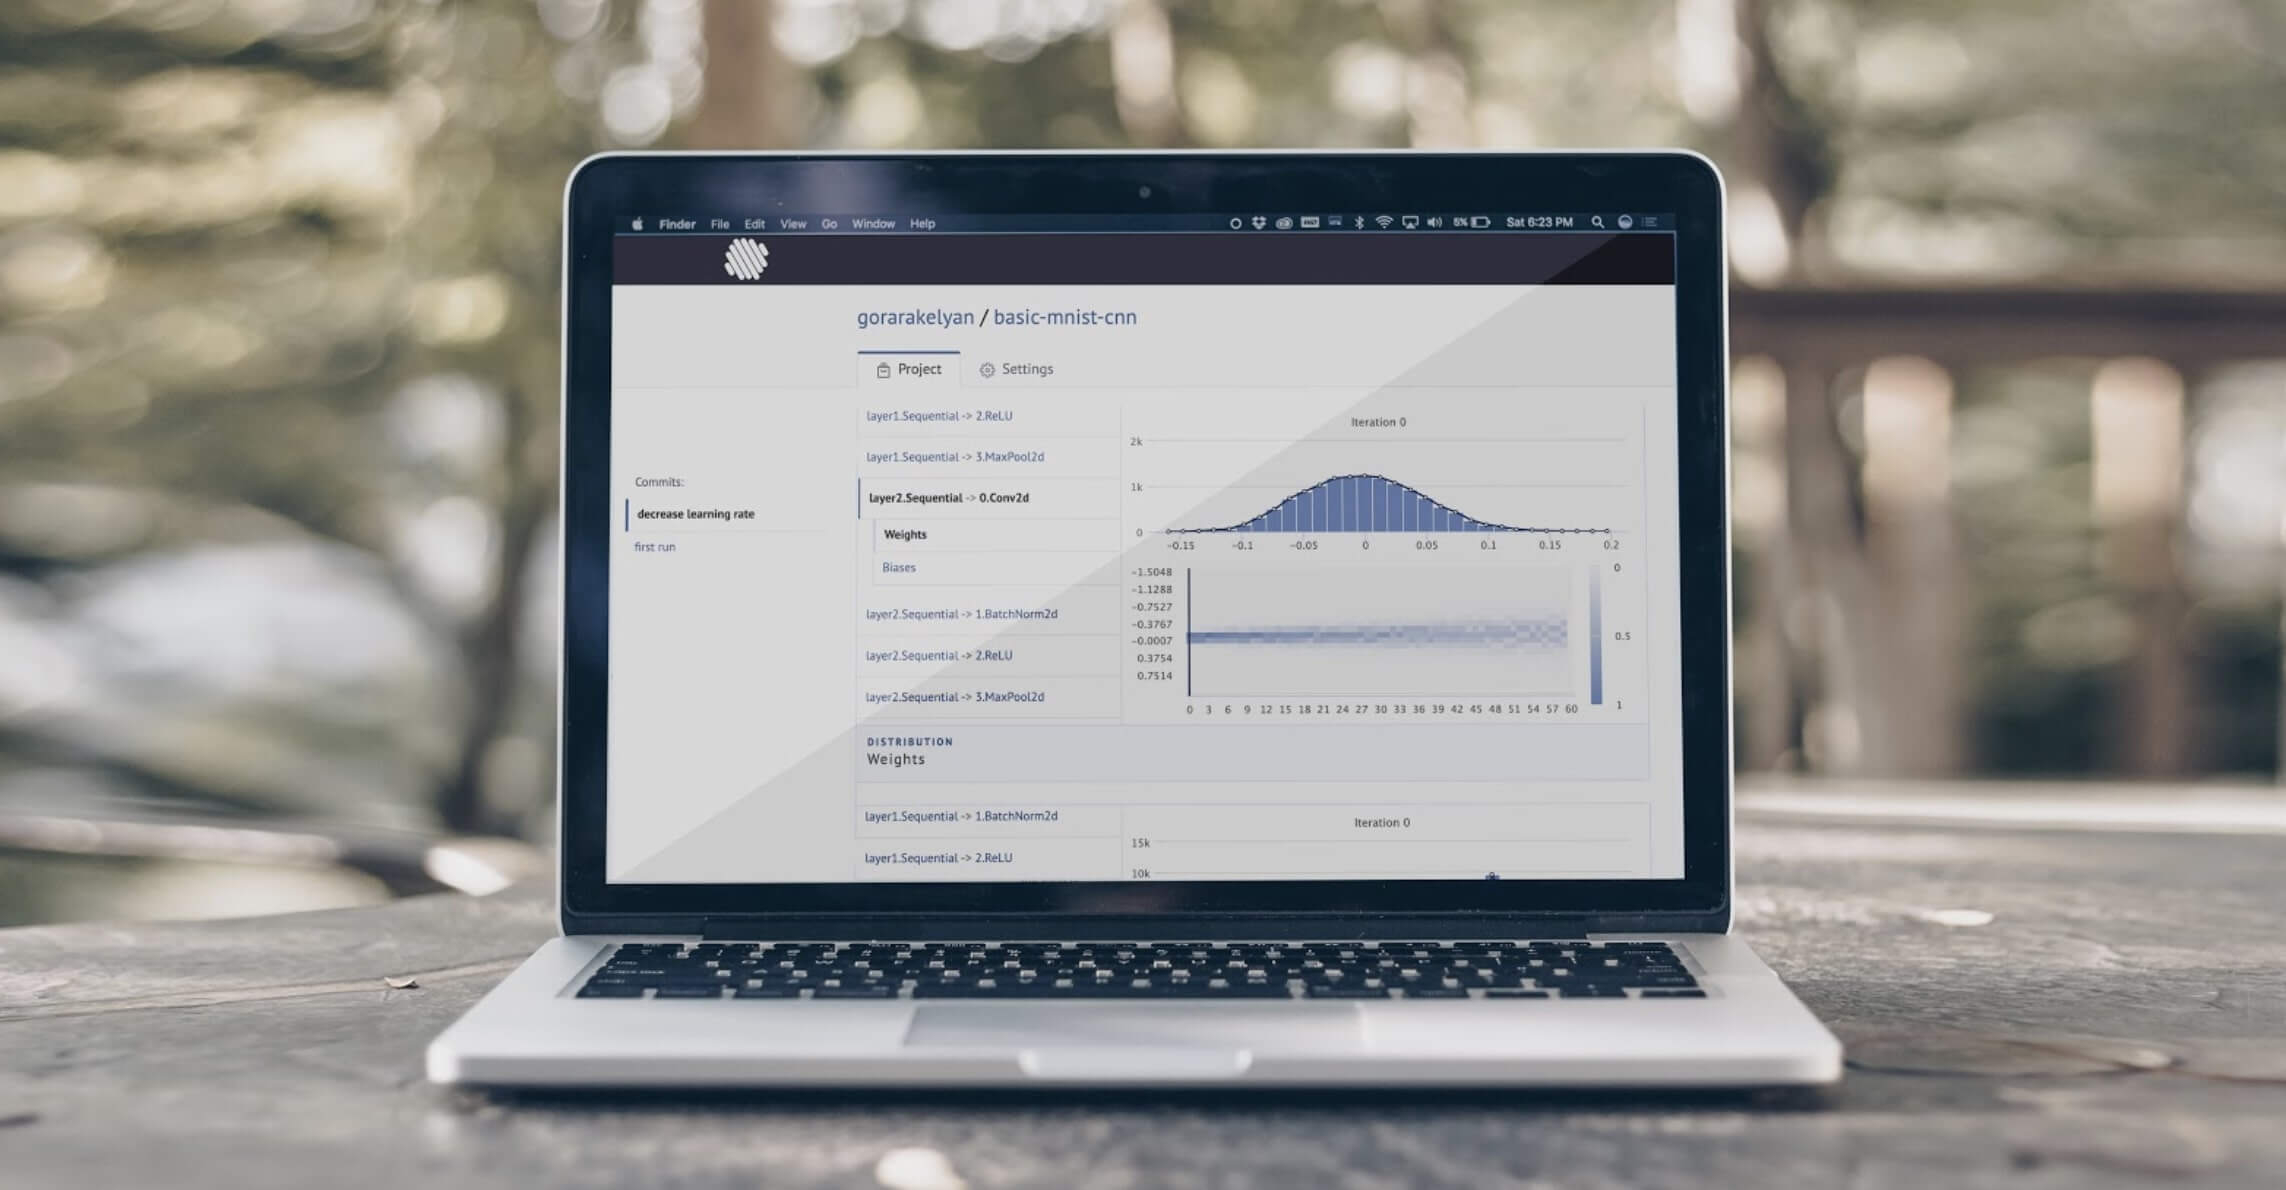 Finder File Edit View Go Window Help 5% Sat 6:23 PM
gorarakelyan / basic-mnist-cnn
Project Settings
Commits:
decrease learning rate
first run
layer1.Sequential -> 2.ReLU
layer1.Sequential -> 3.MaxPool2d
layer2.Sequential -> 0.Conv2d
Weights
Biases
layer2.Sequential -> 1.BatchNorm2d
layer2.Sequential -> 2.ReLU
layer2.Sequential -> 3.MaxPool2d
Iteration 0
2k
1k
0
-0.15 -0.1 -0.05 0 0.05 0.1 0.15 0.2
-1.5048
-1.1288
-0.7527
-0.3767
-0.0007
0.3754
0.7514
0 3 6 9 12 15 18 21 24 27 30 33 36 39 42 45 48 51 54 57 60
0
0.5
1
DISTRIBUTION
Weights
layer1.Sequential -> 1.BatchNorm2d
layer1.Sequential -> 2.ReLU
Iteration 0
15k
10k